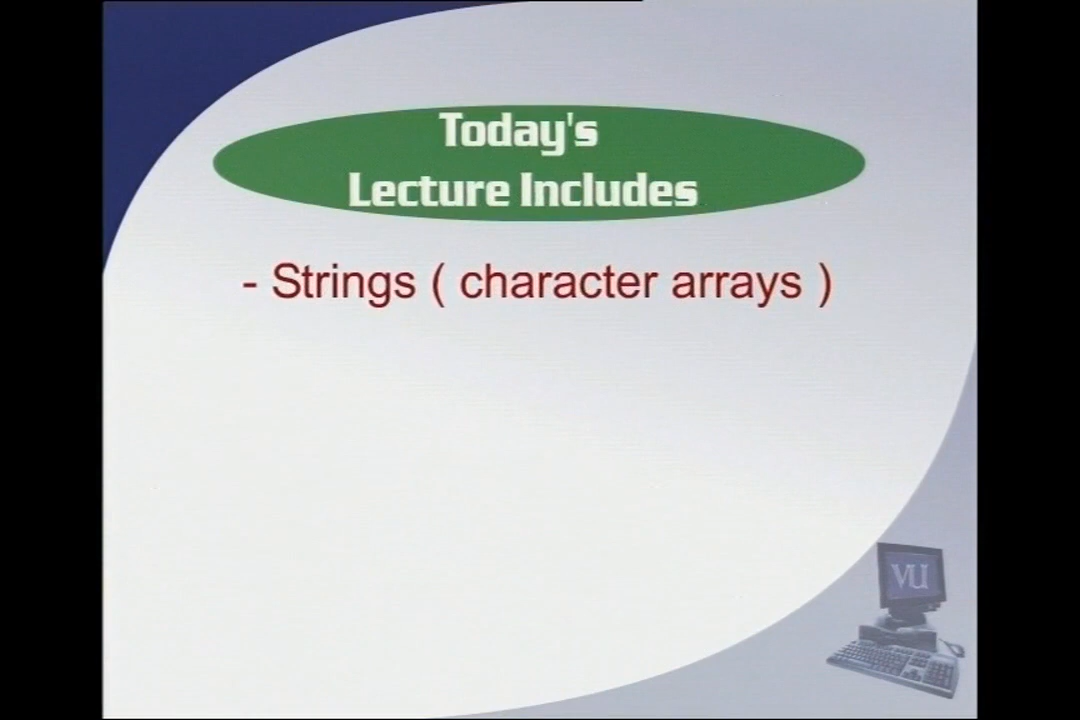 Today's
Lecture Includes
- Strings ( character arrays )
VU